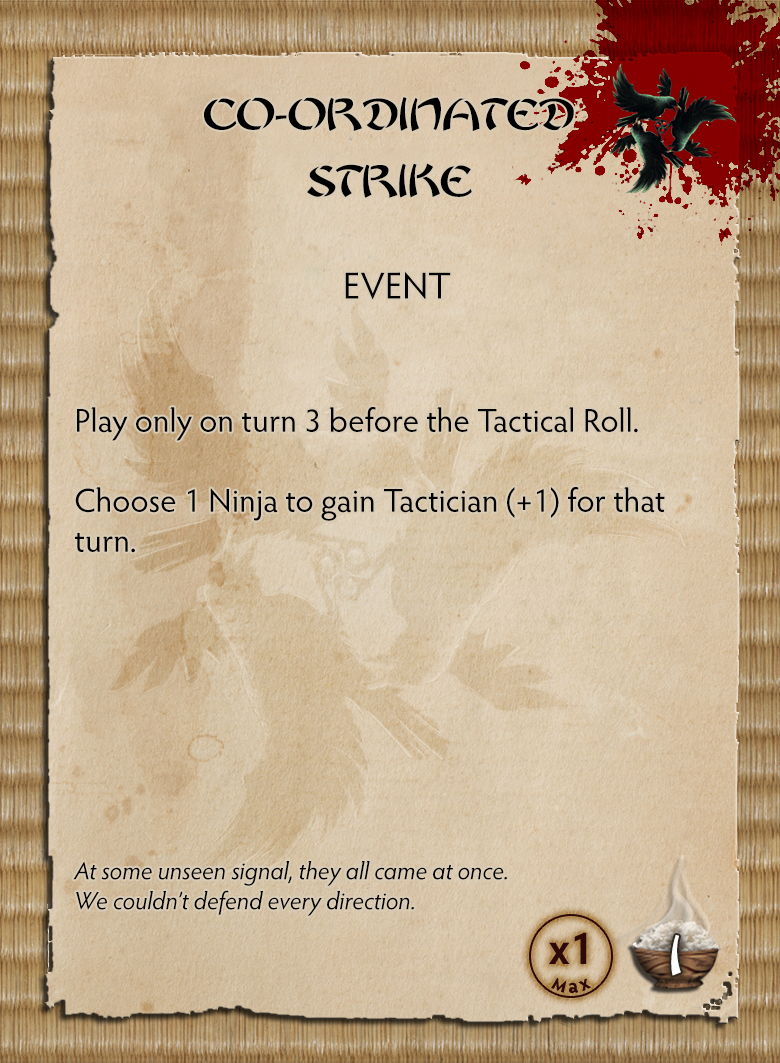 CO-ORDINATED
STRIKE
EVENT
Play only on turn 3 before the Tactical Roll.
Choose 1 Ninja to gain Tactician (+1) for that
turn.
At some unseen signal, they all came at once.
We couldn't defend every direction.
x1
Max
1